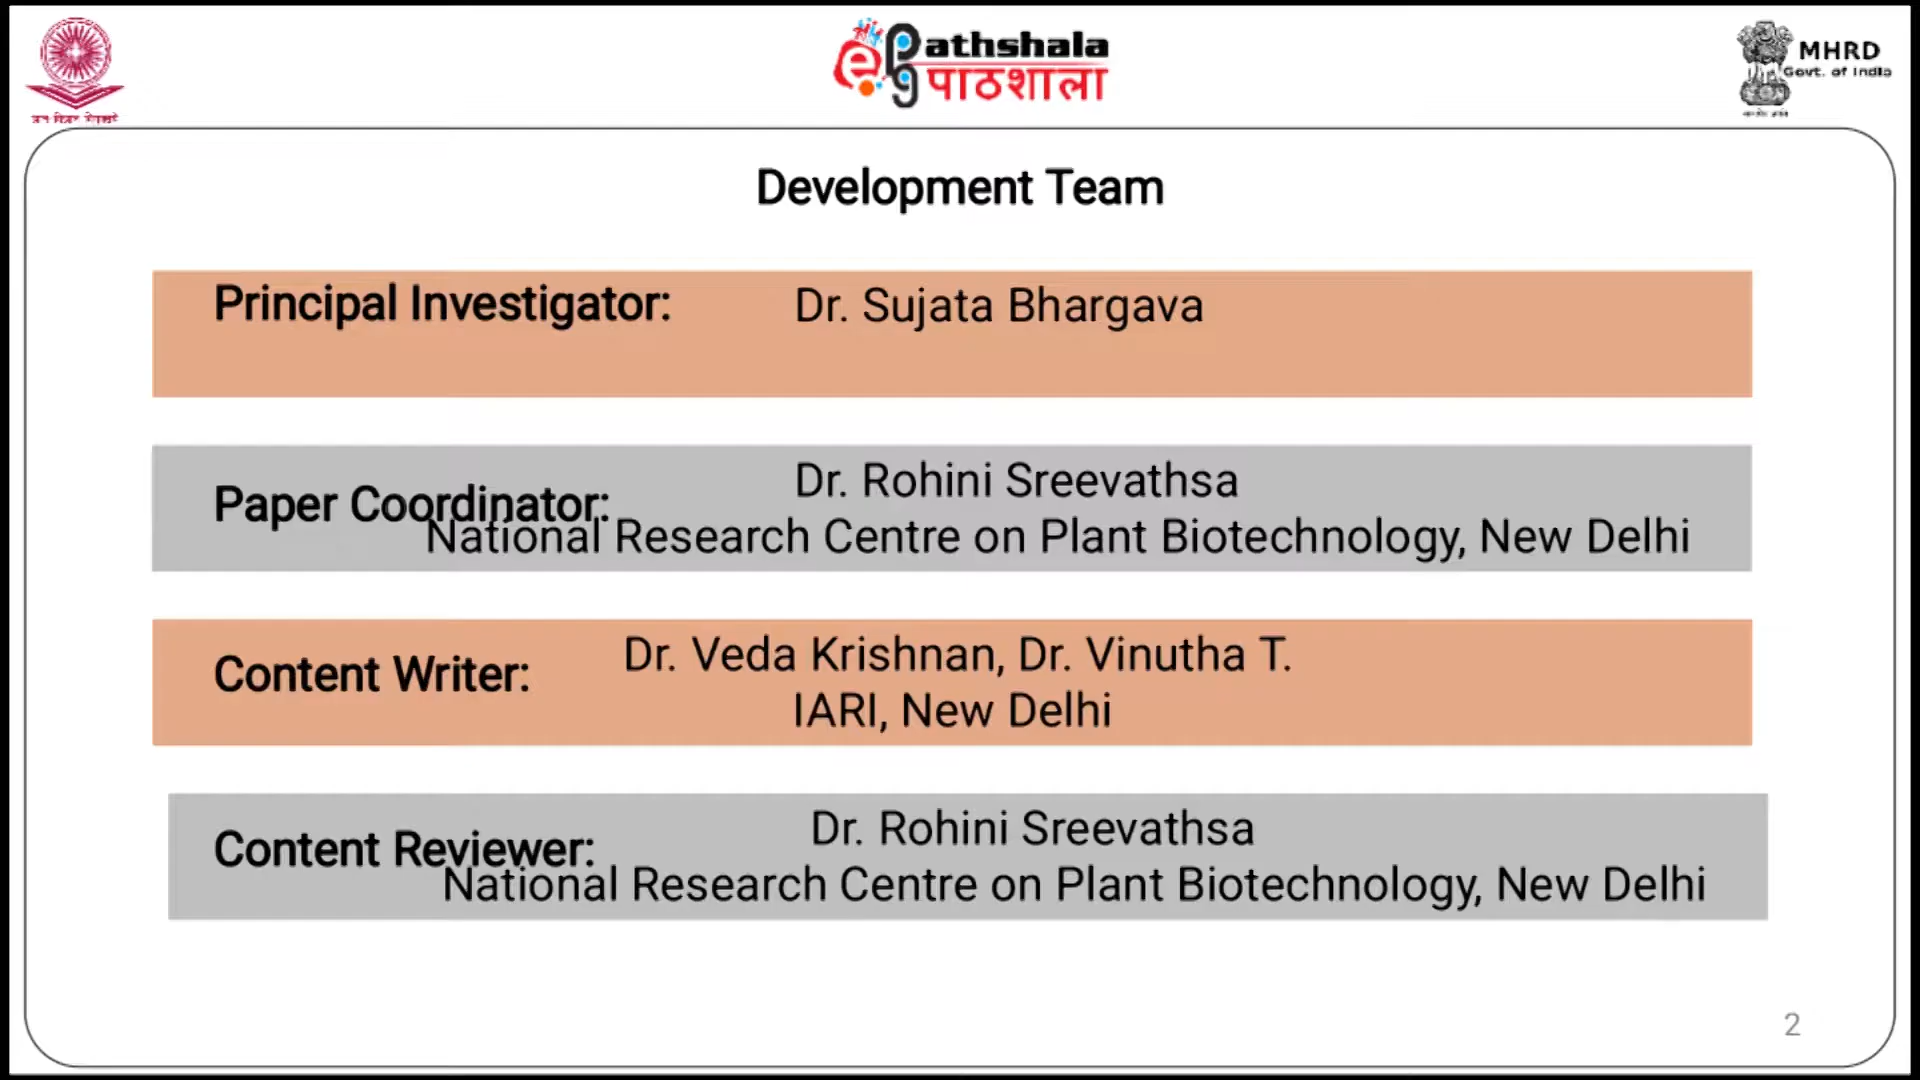 athshala
पाठशाला
MHRD
Govt. of India
Development Team
Principal Investigator: Dr. Sujata Bhargava
Dr. Rohini Sreevathsa
Paper Coordinator:
National Research Centre on Plant Biotechnology, New Delhi
Dr. Veda Krishnan, Dr. Vinutha T.
Content Writer:
IARI, New Delhi
Dr. Rohini Sreevathsa
Content Reviewer:
National Research Centre on Plant Biotechnology, New Delhi
2